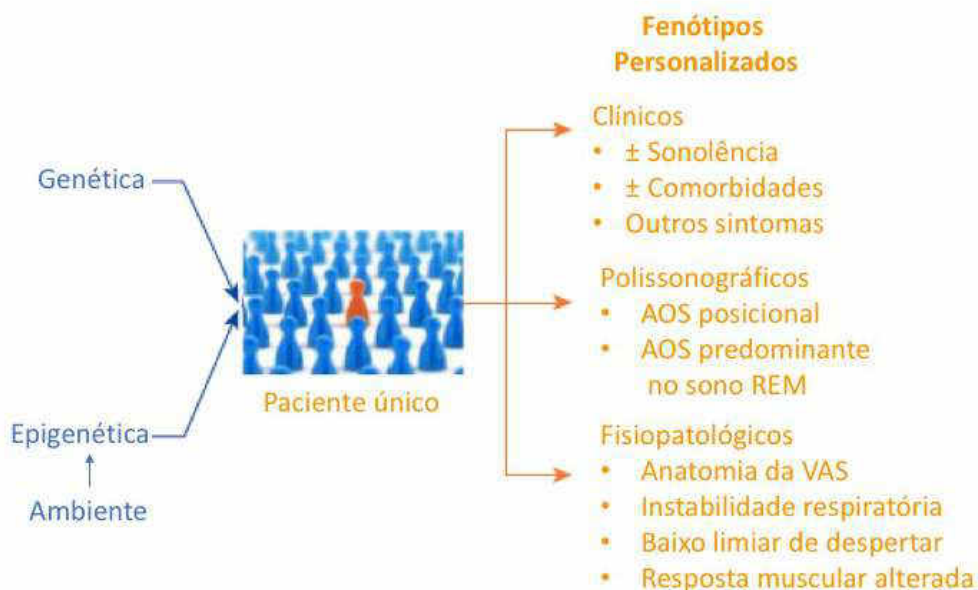 Fenótipos
Personalizados
Genética
Epigenética
Ambiente
Paciente único
Clínicos
• ± Sonolência
• ± Comorbidades
• Outros sintomas
Polissonográficos
• AOS posicional
• AOS predominante
no sono REM
Fisiopatológicos
• Anatomia da VAS
• Instabilidade respiratória
• Baixo limiar de despertar
• Resposta muscular alterada